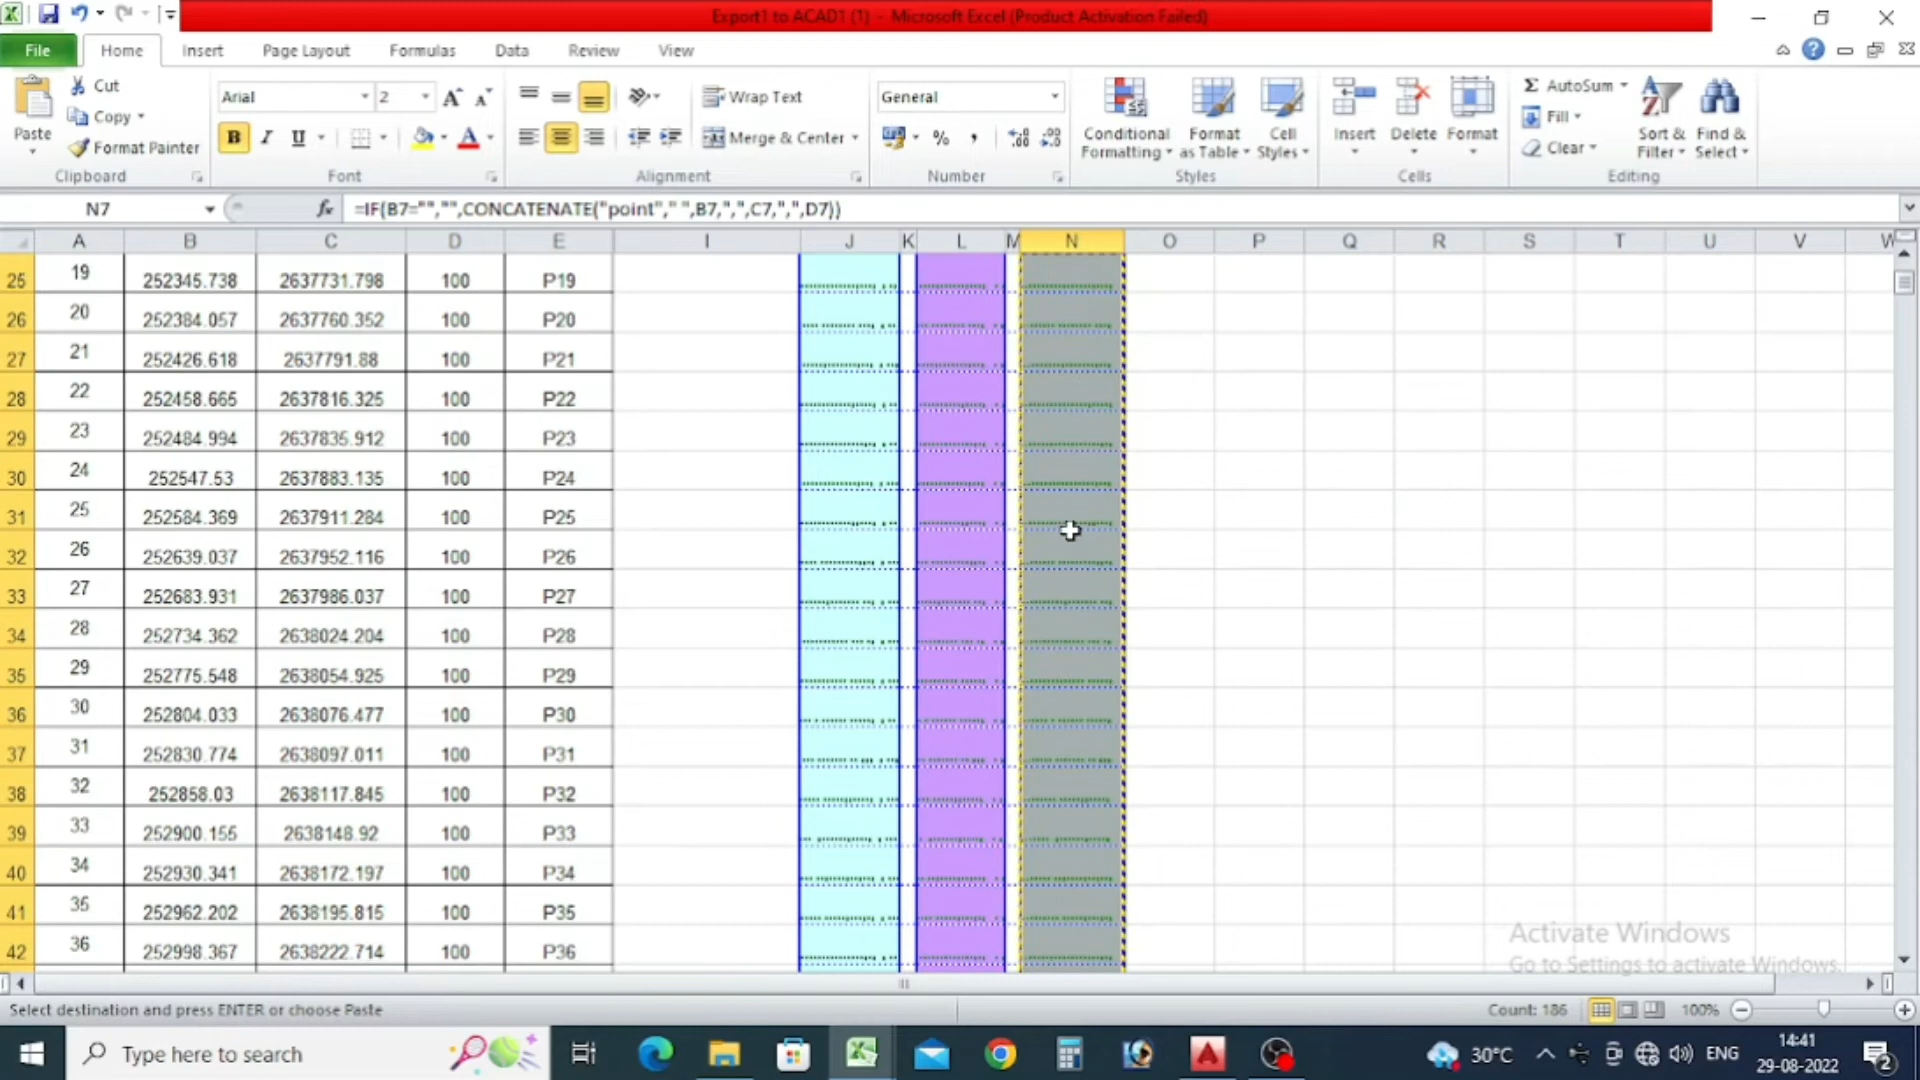 Export1 to ACAD1 (1) - Microsoft Excel (Product Activation Failed)
File Home Insert Page Layout Formulas Data Review View
Paste
Cut
Copy
Format Painter
Clipboard
Arial 2
B I U
Font
Wrap Text
Merge & Center
Alignment
General
% ,
Number
Conditional Formatting
Format as Table
Cell Styles
Styles
Insert Delete Format
Cells
AutoSum
Fill
Clear
Sort & Filter
Find & Select
Editing
N7 fx =IF(B7="","",CONCATENATE("point"," ",B7,",",C7,",",D7))
A B C D E I J K L M N O P Q R S T U V W
25 19 252345.738 2637731.798 100 P19
26 20 252384.057 2637760.352 100 P20
27 21 252426.618 2637791.88 100 P21
28 22 252458.665 2637816.325 100 P22
29 23 252484.994 2637835.912 100 P23
30 24 252547.53 2637883.135 100 P24
31 25 252584.369 2637911.284 100 P25
32 26 252639.037 2637952.116 100 P26
33 27 252683.931 2637986.037 100 P27
34 28 252734.362 2638024.204 100 P28
35 29 252775.548 2638054.925 100 P29
36 30 252804.033 2638076.477 100 P30
37 31 252830.774 2638097.011 100 P31
38 32 252858.03 2638117.845 100 P32
39 33 252900.155 2638148.92 100 P33
40 34 252930.341 2638172.197 100 P34
41 35 252962.202 2638195.815 100 P35
42 36 252998.367 2638222.714 100 P36
Activate Windows
Go to Settings to activate Windows.
Select destination and press ENTER or choose Paste Count: 186 100%
Type here to search 30°C ENG 14:41
29-08-2022
2